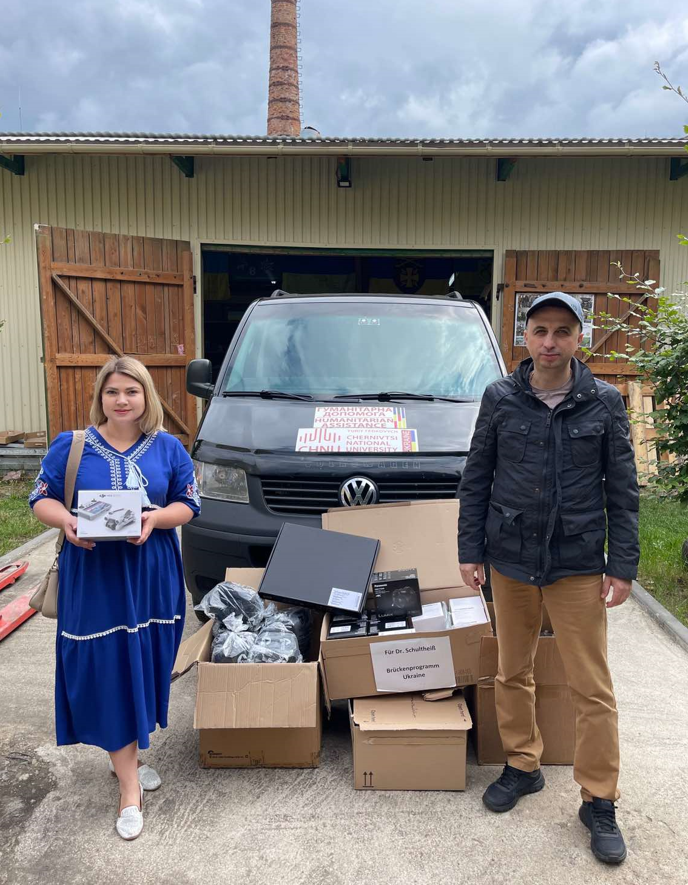 ГУМАНІТАРНА
ДОПОМОГА
HUMANITARIAN
ASSISTANCE
CHNU
CHERNIVTSI
NATIONAL
UNIVERSITY
Für Dr. Schultheiß
Brückenprogramm
Ukraine